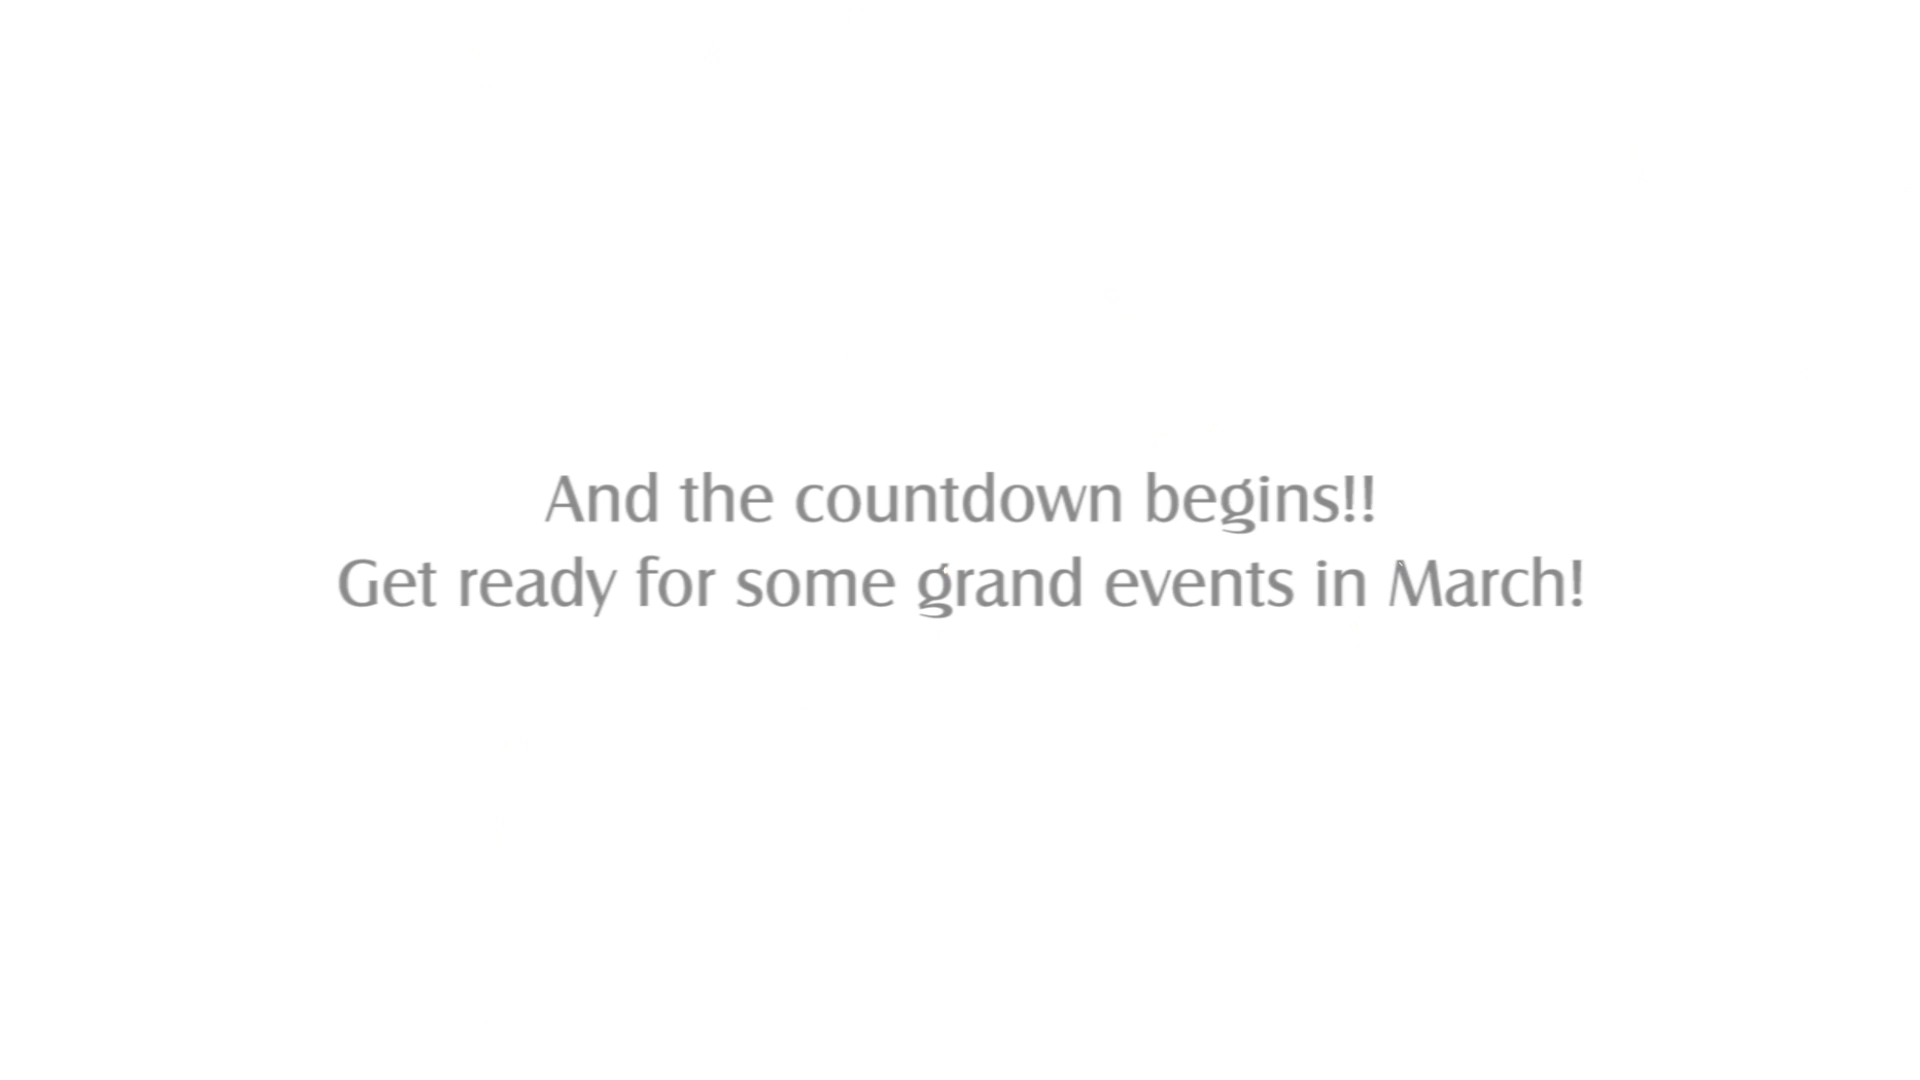 And the countdown begins!!
Get ready for some grand events in March!